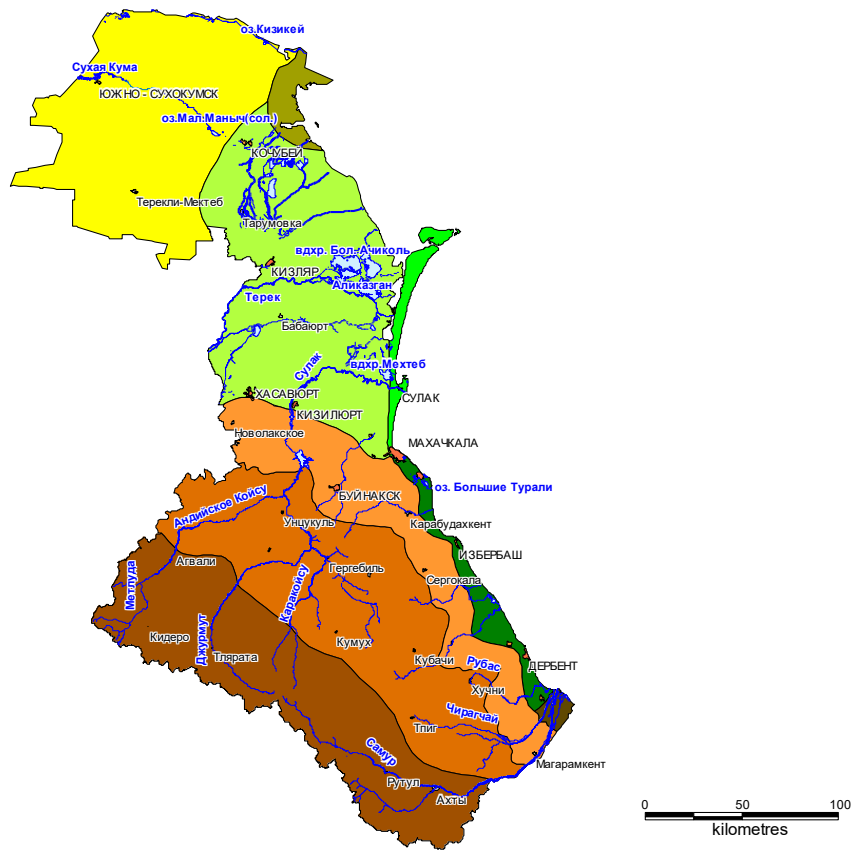 оз.Кизикей
Сухая Кума
ЮЖНО - СУХОКУМСК
оз.Мал.Маныч(сол.)
КОЧУБЕЙ
Терекли-Мектеб
Тарумовка
вдхр. Бол-Ачиколь
КИЗЛЯР
Аликазган
Терек
Бабаюрт
вдхр.Мехтеб
Сулак
ХАСАВЮРТ
СУЛАК
КИЗИЛЮРТ
Новолакское
МАХАЧКАЛА
оз. Большие Турали
БУЙНАКСК
Андийское Койсу
Унцукуль
Карабудахкент
ИЗБЕРБАШ
Агвали
Гергебиль
Сергокала
Метлуда
Каракойсу
Кидеро
Джурмуг
Тлярата
Кумух
Кубачи
Рубас
ДЕРБЕНТ
Хучни
Чирагчай
Тпиг
Самур
Магарамкент
Рутул
Ахты
0 50 100
kilometres